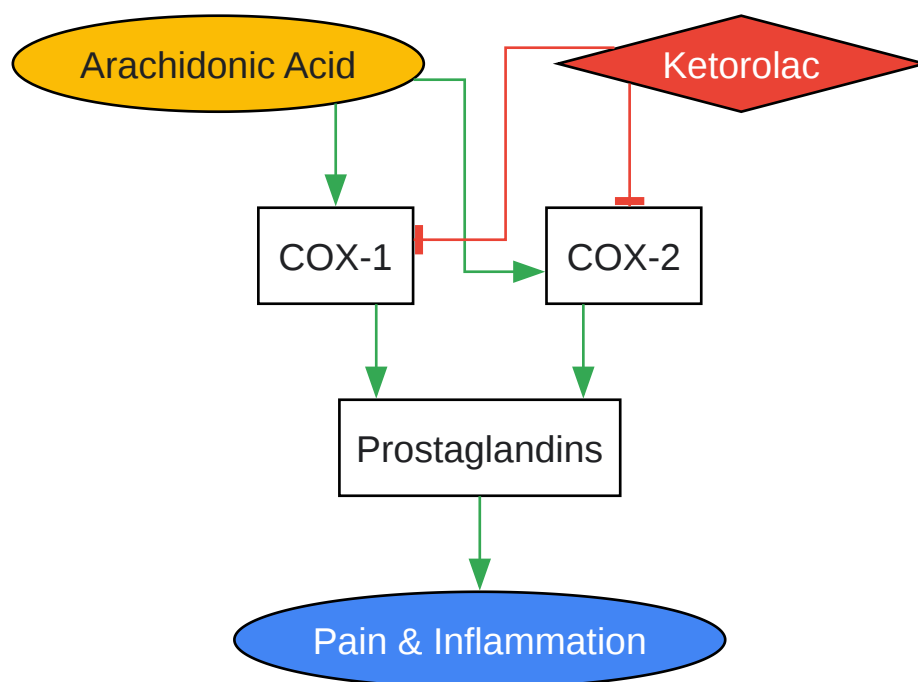 Arachidonic Acid
Ketorolac
COX-1
COX-2
Prostaglandins
Pain & Inflammation